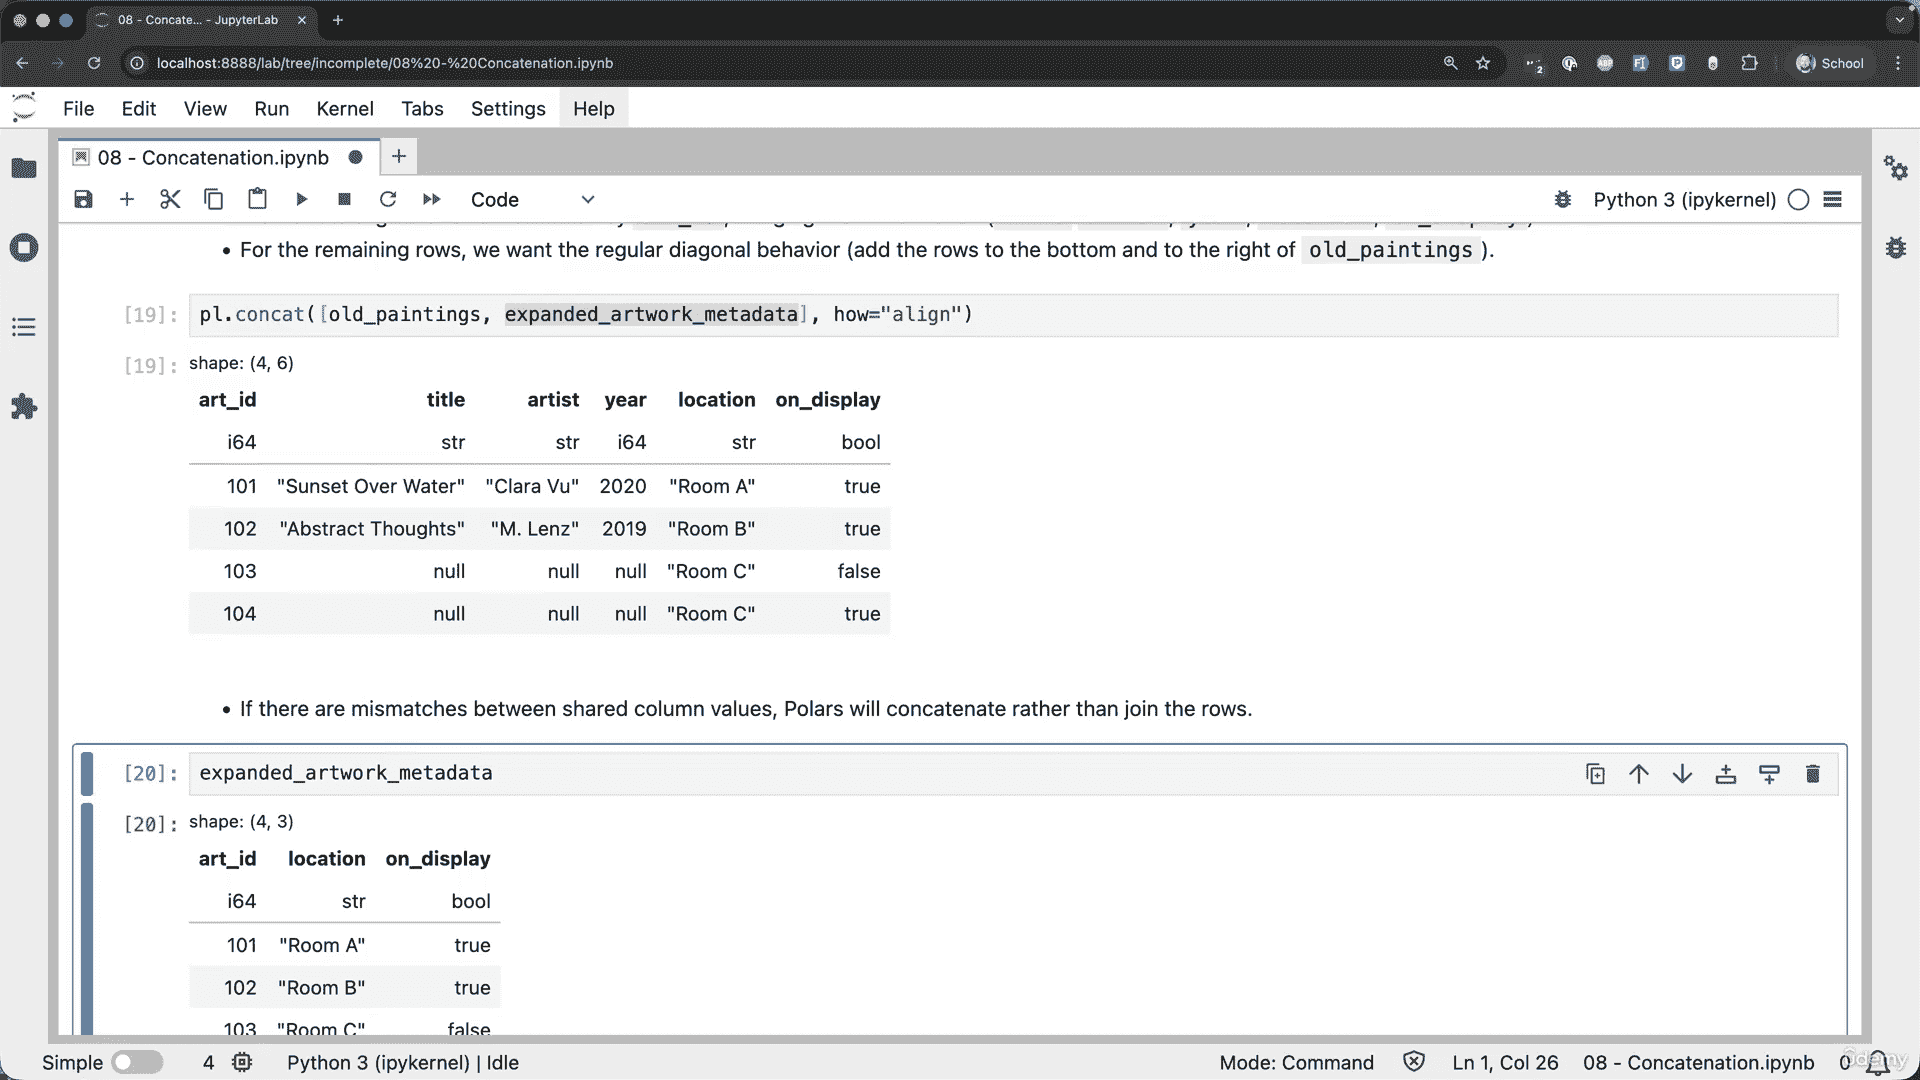 08 - Concate... - JupyterLab
localhost:8888/lab/tree/incomplete/08%20-%20Concatenation.ipynb
2
School
File Edit View Run Kernel Tabs Settings Help
08 - Concatenation.ipynb
Code
Python 3 (ipykernel)
• For the remaining rows, we want the regular diagonal behavior (add the rows to the bottom and to the right of old_paintings ).
[19]: pl.concat([old_paintings, expanded_artwork_metadata], how="align")
[19]: shape: (4, 6)
art_id title artist year location on_display
i64 str str i64 str bool
101 "Sunset Over Water" "Clara Vu" 2020 "Room A" true
102 "Abstract Thoughts" "M. Lenz" 2019 "Room B" true
103 null null null "Room C" false
104 null null null "Room C" true
• If there are mismatches between shared column values, Polars will concatenate rather than join the rows.
[20]: expanded_artwork_metadata
[20]: shape: (4, 3)
art_id location on_display
i64 str bool
101 "Room A" true
102 "Room B" true
103 "Room C" false
Simple 4 Python 3 (ipykernel) | Idle Mode: Command Ln 1, Col 26 08 - Concatenation.ipynb 0
udemy